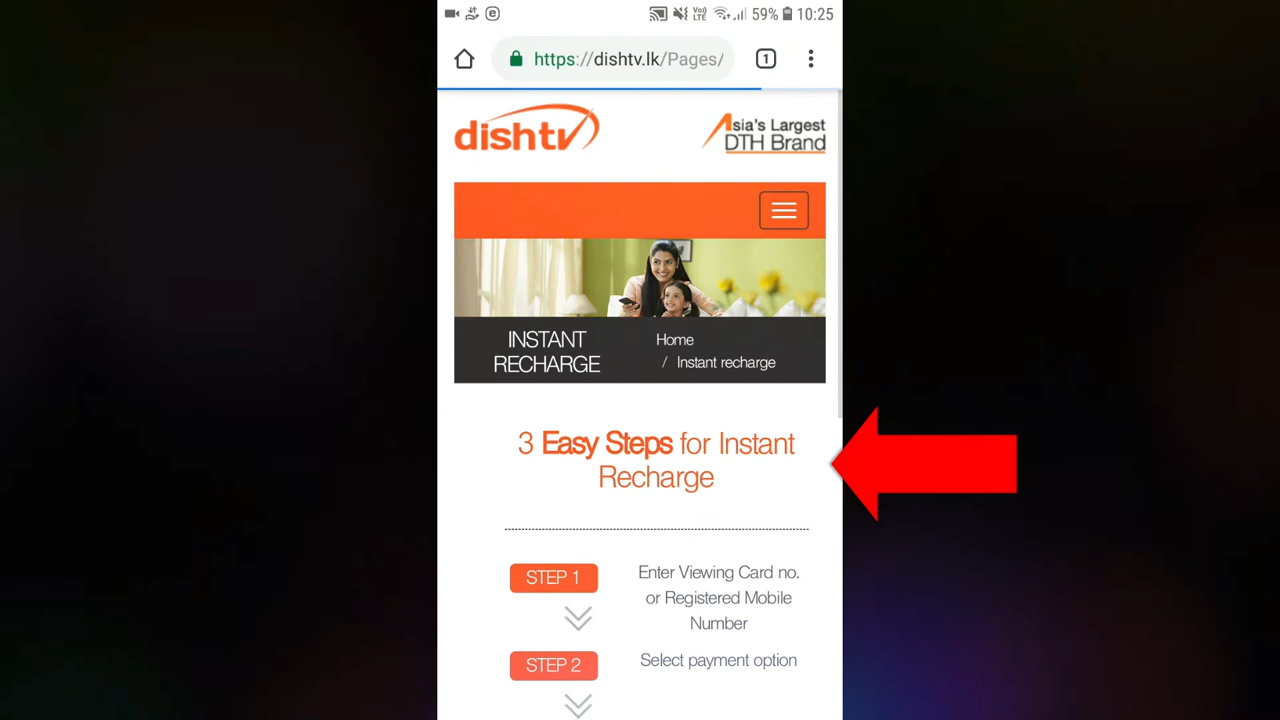 59% 10:25
https://dishtv.lk/Pages/
1
dishtv
Asia's Largest
DTH Brand
INSTANT
RECHARGE
Home
/ Instant recharge
3 Easy Steps for Instant
Recharge
STEP 1
Enter Viewing Card no.
or Registered Mobile
Number
STEP 2
Select payment option